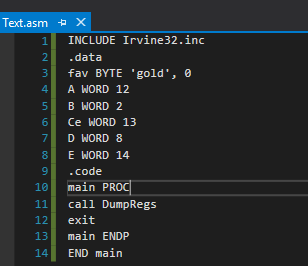 Text.asm
1 INCLUDE Irvine32.inc
2 .data
3 fav BYTE 'gold', 0
4 A WORD 12
5 B WORD 2
6 Ce WORD 13
7 D WORD 8
8 E WORD 14
9 .code
10 main PROC
11 call DumpRegs
12 exit
13 main ENDP
14 END main